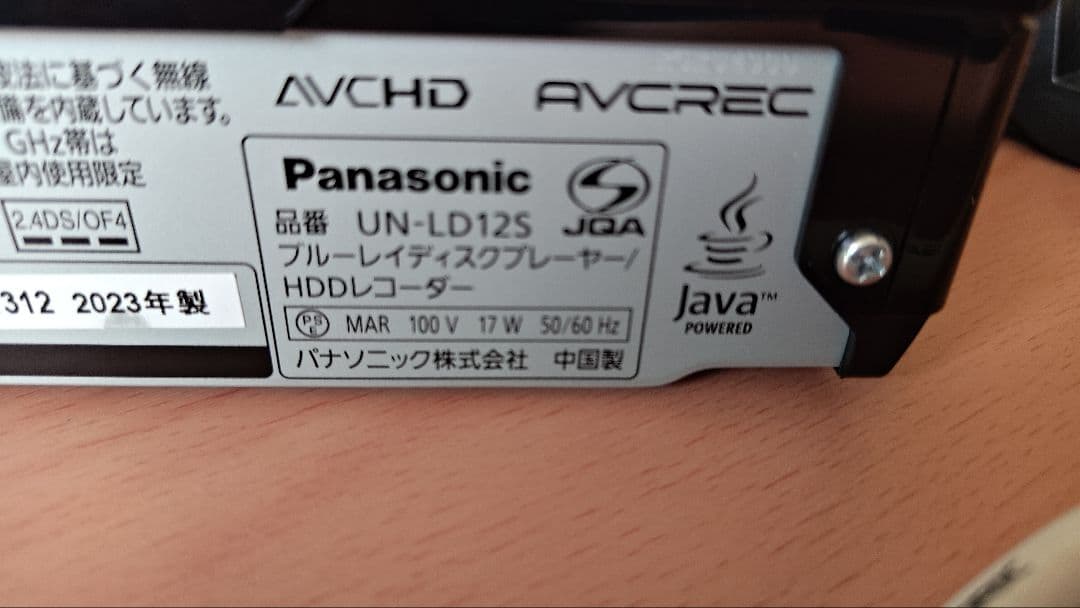 法に基づく無線
備を内蔵しています。
GHz帯は
屋内使用限定
2.4DS/OF4
312 2023年製
AVCHD AVCREC
Panasonic
JQA
品番 UN-LD12S
ブルーレイディスクプレーヤー/
HDDレコーダー
PS E MAR 100 V 17 W 50/60 Hz
パナソニック株式会社 中国製
Java™
POWERED